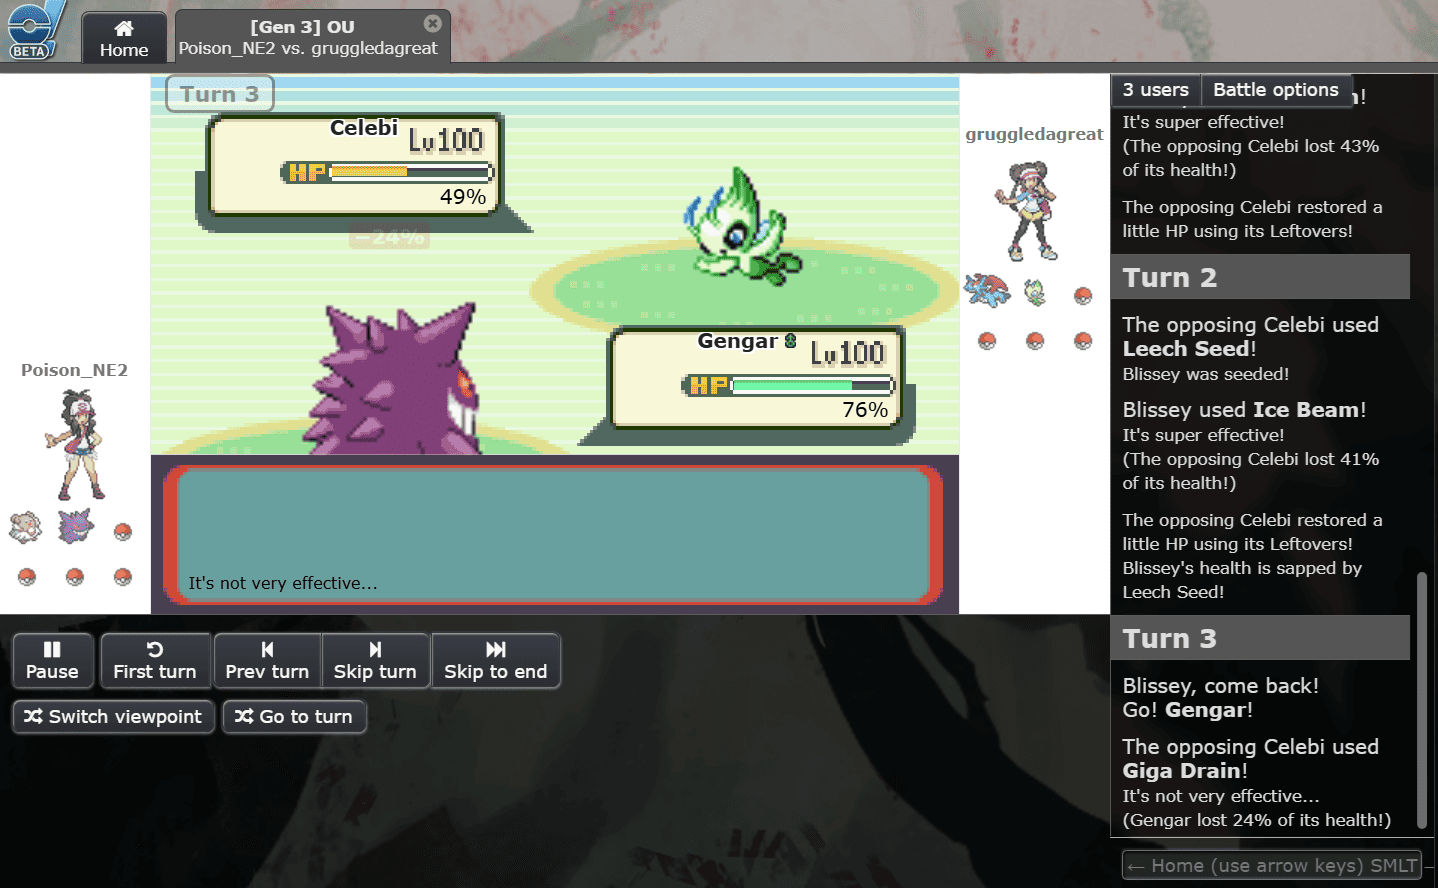 BETA
Home
[Gen 3] OU
Poison_NE2 vs. gruggledagreat
Turn 3
Celebi
Lv100
HP
49%
−24%
Gengar
Lv100
HP
76%
It's not very effective...
Poison_NE2
gruggledagreat
3 users
Battle options
!
It's super effective!
(The opposing Celebi lost 43%
of its health!)
The opposing Celebi restored a
little HP using its Leftovers!
Turn 2
The opposing Celebi used
Leech Seed!
Blissey was seeded!
Blissey used Ice Beam!
It's super effective!
(The opposing Celebi lost 41%
of its health!)
The opposing Celebi restored a
little HP using its Leftovers!
Blissey's health is sapped by
Leech Seed!
Turn 3
Blissey, come back!
Go! Gengar!
The opposing Celebi used
Giga Drain!
It's not very effective...
(Gengar lost 24% of its health!)
← Home (use arrow keys) SMLT
Pause
First turn
Prev turn
Skip turn
Skip to end
Switch viewpoint
Go to turn